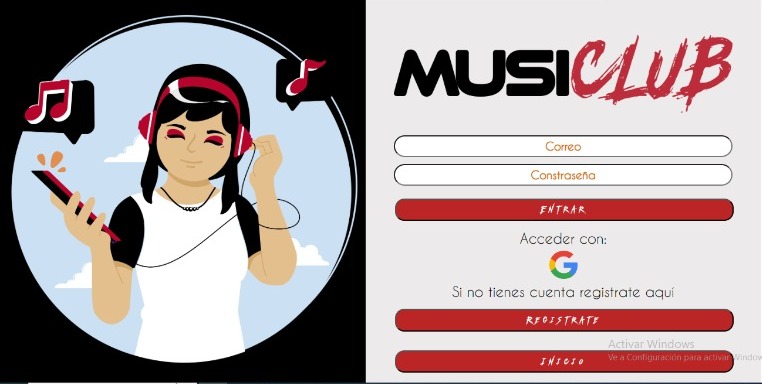 MUSICLUB
Correo
Constraseña
ENTRAR
Acceder con:
Si no tienes cuenta registrate aquí
REGISTRATE
Activar Windows
Ve a Configuración para activar Window
INICIO